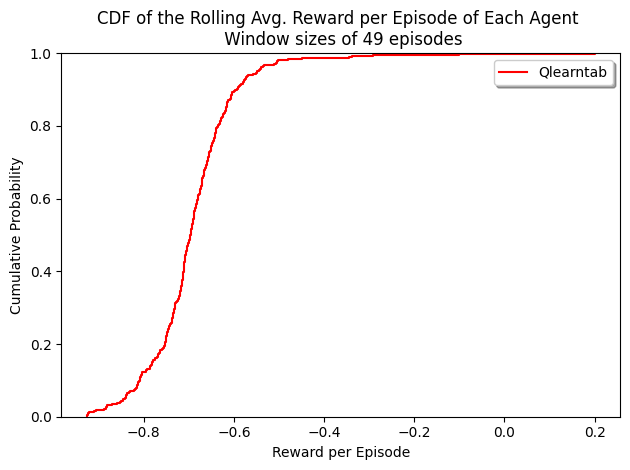 CDF of the Rolling Avg. Reward per Episode of Each Agent
Window sizes of 49 episodes
1.0
Qlearntab
0.8
0.6
0.4
0.2
0.0
Cumulative Probability
−0.8
−0.6
−0.4
−0.2
0.0
0.2
Reward per Episode